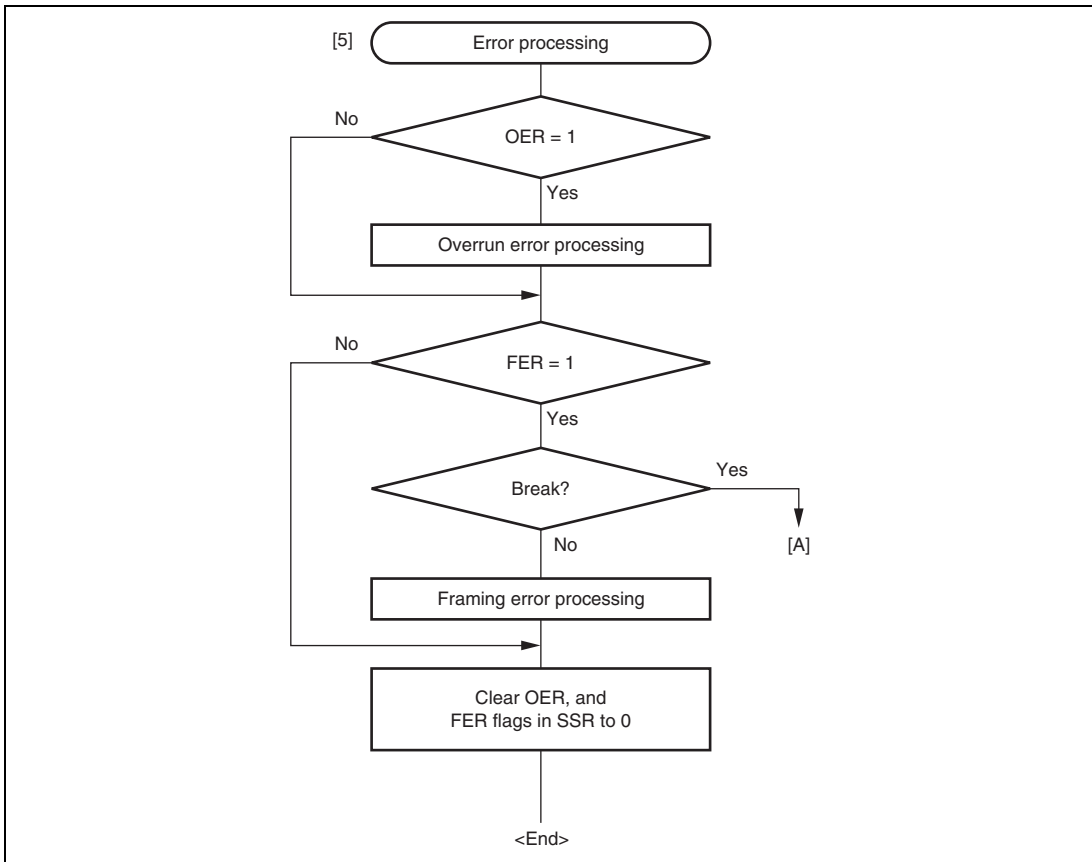 [5]
Error processing
No
OER = 1
Yes
Overrun error processing
No
FER = 1
Yes
Break?
Yes
[A]
No
Framing error processing
Clear OER, and
FER flags in SSR to 0
<End>